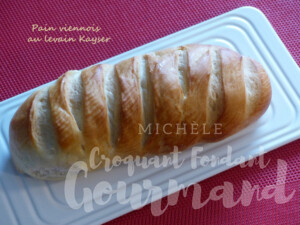 Pain viennois
au levain Kayser
MICHÈLE
Croquant Fondant
Gourmand